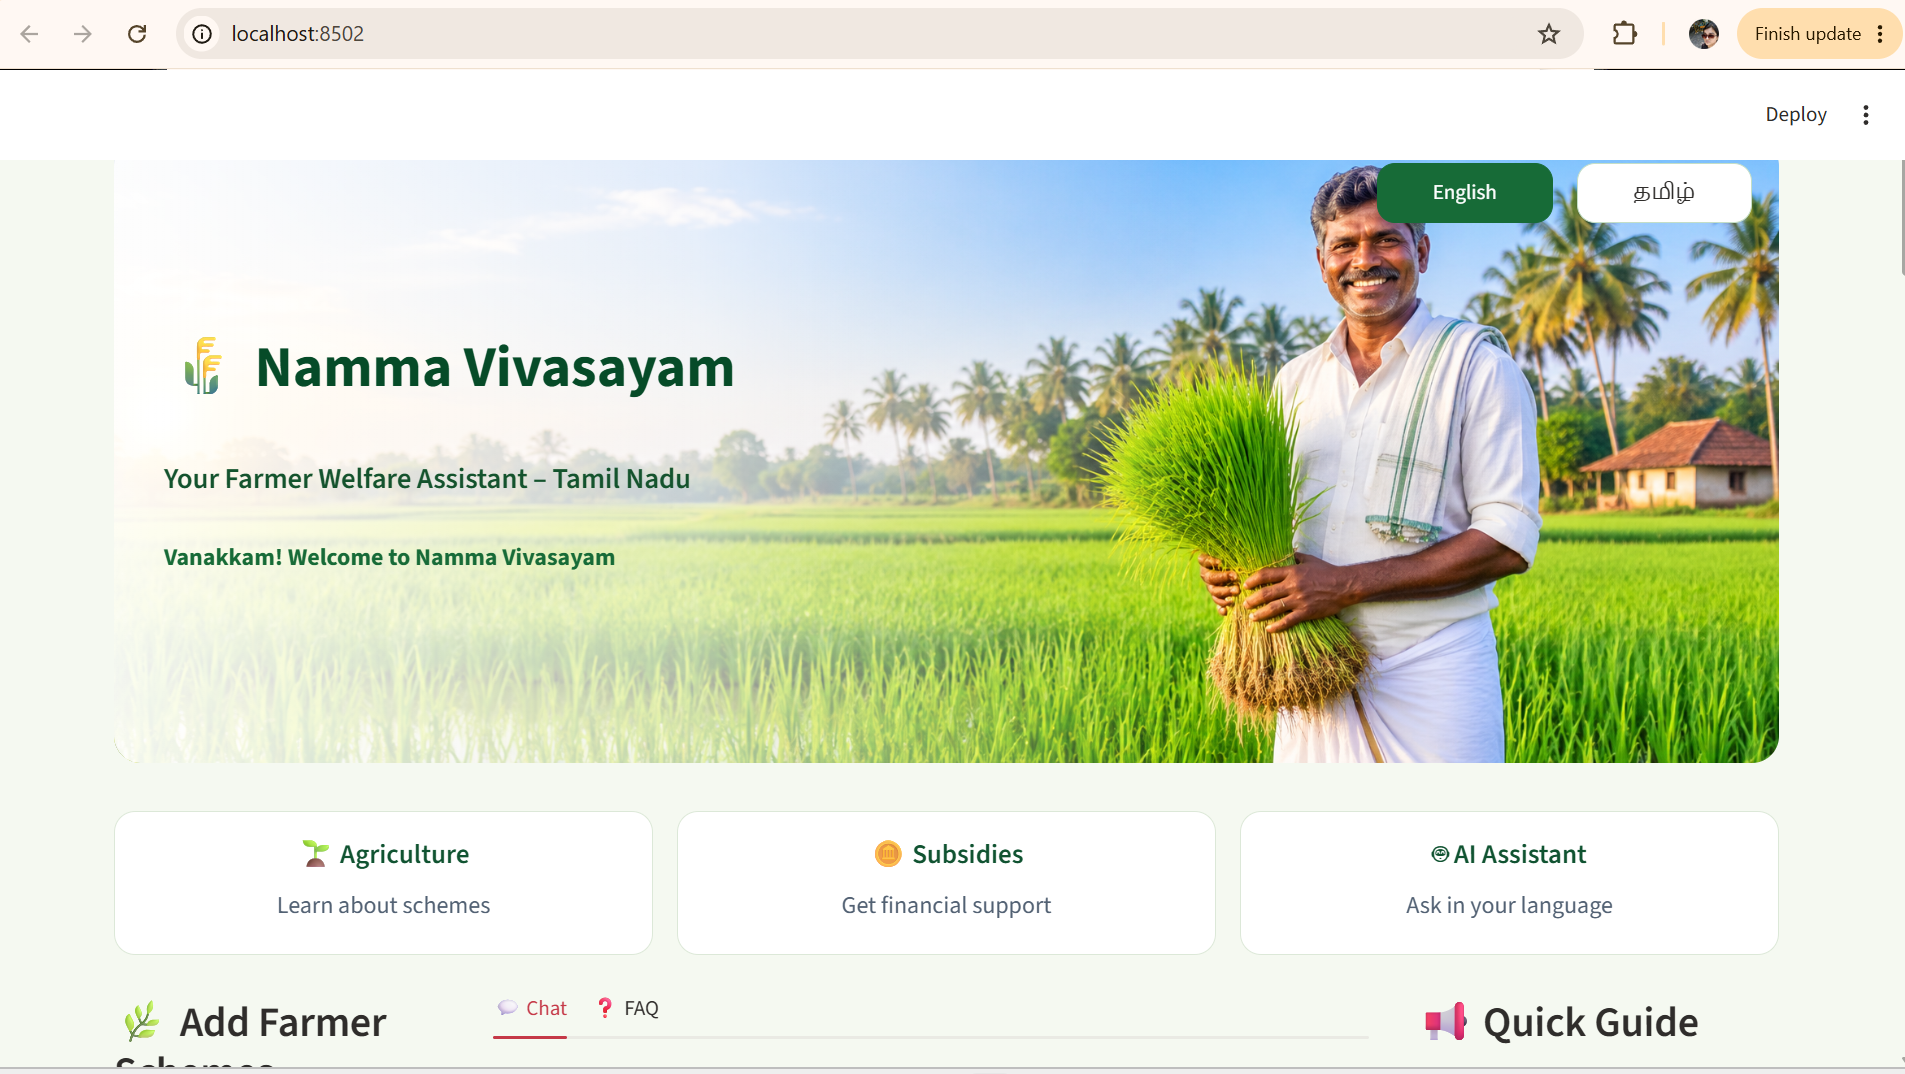 localhost:8502
Finish update
Deploy
English
தமிழ்
Namma Vivasayam
Your Farmer Welfare Assistant – Tamil Nadu
Vanakkam! Welcome to Namma Vivasayam
Agriculture
Learn about schemes
Subsidies
Get financial support
AI Assistant
Ask in your language
Add Farmer
Schemes
Chat
FAQ
Quick Guide